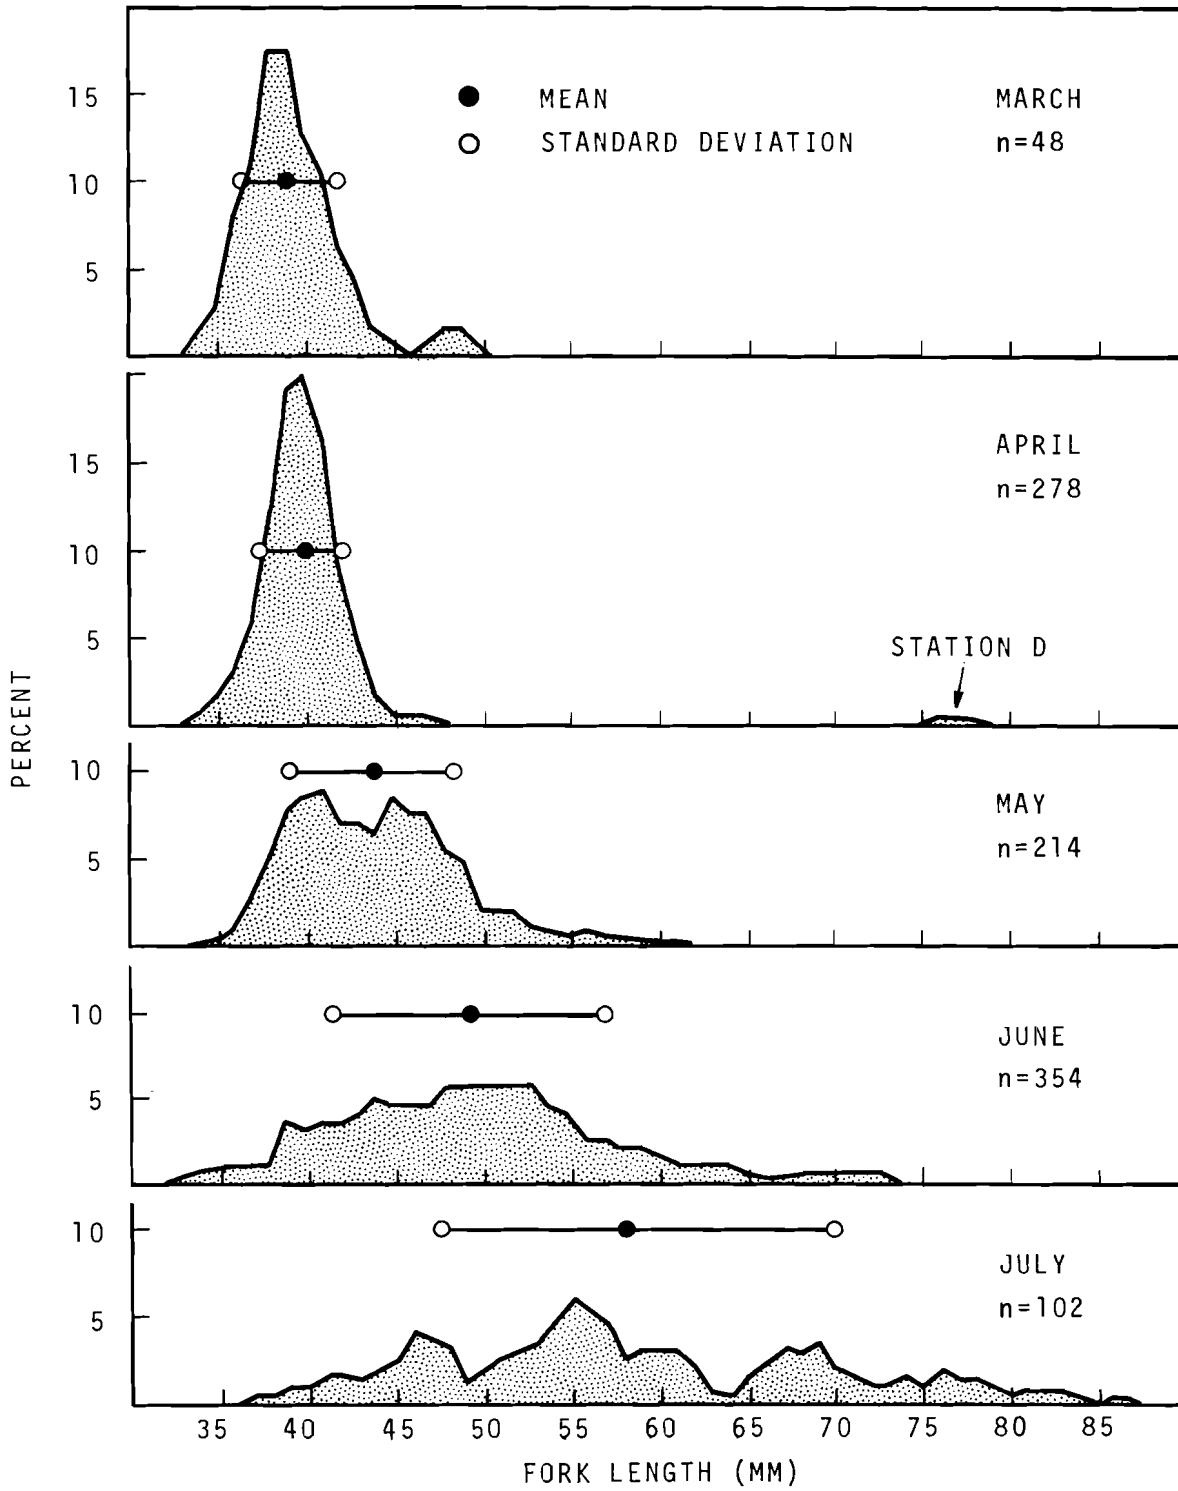 MEAN
STANDARD DEVIATION
MARCH
n=48
15
10
5
APRIL
n=278
15
10
5
STATION D
PERCENT
MAY
n=214
10
5
JUNE
n=354
10
5
JULY
n=102
10
5
35 40 45 50 55 60 65 70 75 80 85
FORK LENGTH (MM)